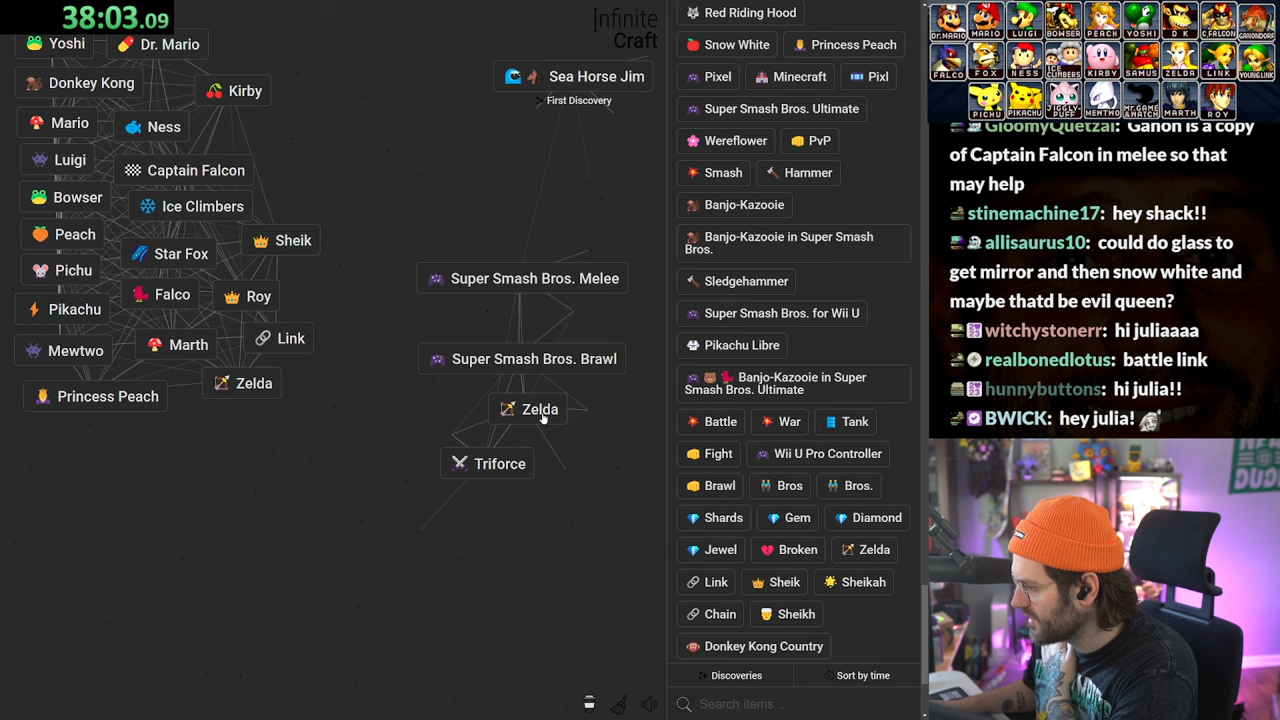 38:03.09
Infinite
Craft
Yoshi
Dr. Mario
Donkey Kong
Kirby
Mario
Ness
Luigi
Captain Falcon
Bowser
Ice Climbers
Peach
Sheik
Star Fox
Pichu
Falco
Roy
Pikachu
Link
Marth
Mewtwo
Zelda
Princess Peach
Sea Horse Jim
First Discovery
Super Smash Bros. Melee
Super Smash Bros. Brawl
Zelda
Triforce
Red Riding Hood
Snow White
Princess Peach
Pixel
Minecraft
Pixl
Super Smash Bros. Ultimate
Wereflower
PvP
Smash
Hammer
Banjo-Kazooie
Banjo-Kazooie in Super Smash
Bros.
Sledgehammer
Super Smash Bros. for Wii U
Pikachu Libre
Banjo-Kazooie in Super
Smash Bros. Ultimate
Battle
War
Tank
Fight
Wii U Pro Controller
Brawl
Bros
Bros.
Shards
Gem
Diamond
Jewel
Broken
Zelda
Link
Sheik
Sheikah
Chain
Sheikh
Donkey Kong Country
Discoveries
Sort by time
Search items...
DR.MARIO
MARIO
LUIGI
BOWSER
PEACH
YOSHI
D K
C.FALCON
GANONDORF
FALCO
FOX
NESS
ICE
CLIMBERS
KIRBY
SAMUS
ZELDA
LINK
YOUNG LINK
PICHU
PIKACHU
JIGGLY-
PUFF
MEWTWO
MR.GAME
&WATCH
MARTH
ROY
GloomyQuetzal: Ganon is a copy
of Captain Falcon in melee so that
may help
stinemachine17: hey shack!!
allisaurus10: could do glass to
get mirror and then snow white and
maybe thatd be evil queen?
witchystonerr: hi juliaaaa
realbonedlotus: battle link
hunnybuttons: hi julia!!
BWICK: hey julia!